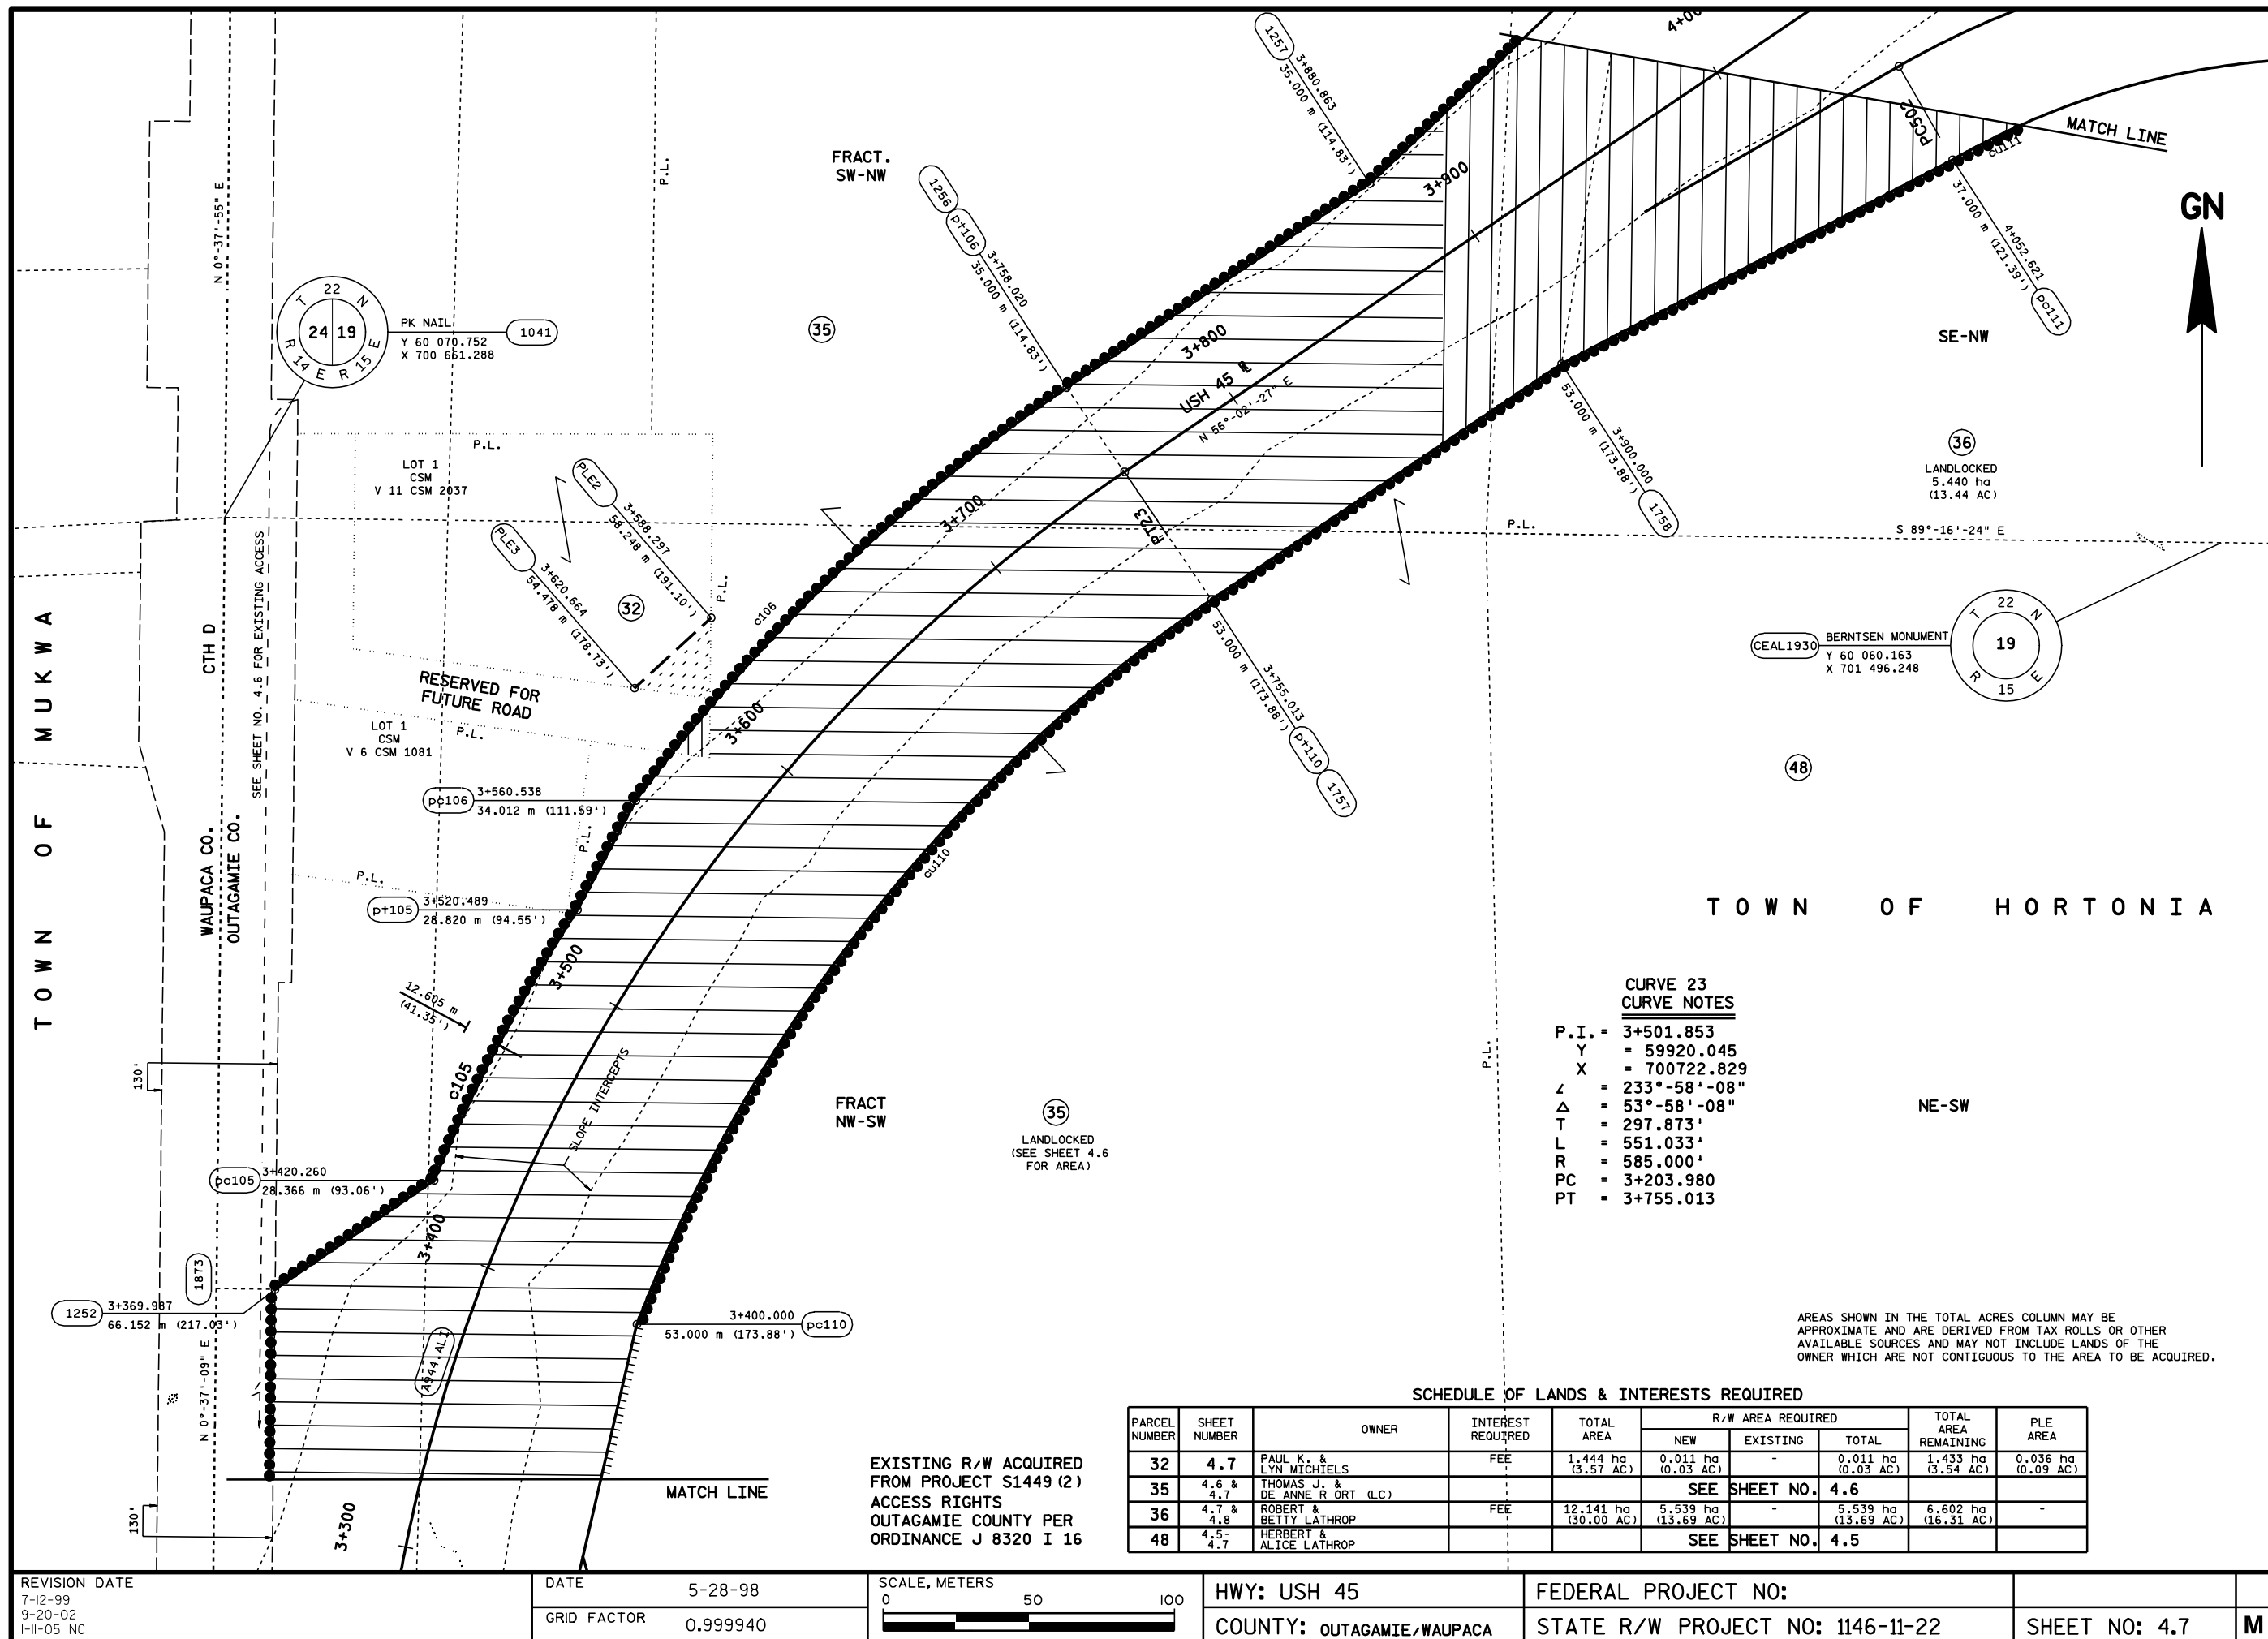 FRACT.
SW-NW
P.L.
N 0°-37'-55" E
T 22 N
24 19
R 14 E R 15 E
PK NAIL
Y 60 070.752
X 700 651.288
1041
35
1256
pt106
3+758.020
35.000 m (114.83')
1257
3+880.863
35.000 m (114.83')
4+00
3+900
PC502
MATCH LINE
cu111
37.000 m (121.39')
4+052.621
pc111
GN
SE-NW
36
LANDLOCKED
5.440 ha
(13.44 AC)
3+800
USH 45 ℄
N 56°-02'-27" E
53.000 m (173.88')
3+900.000
1758
P.L.
S 89°-16'-24" E
P.L.
LOT 1
CSM
V 11 CSM 2037
PLE2
3+588.297
58.248 m (191.10')
PLE3
3+620.664
54.478 m (178.73')
32
P.L.
c106
3+700
PT23
CEAL1930
BERNTSEN MONUMENT
Y 60 060.163
X 701 496.248
T 22 N
19
R 15 E
TOWN OF MUKWA
CTH D
SEE SHEET NO. 4.6 FOR EXISTING ACCESS
RESERVED FOR
FUTURE ROAD
LOT 1
CSM
V 6 CSM 1081
P.L.
3+600
53.000 m (173.88')
3+755.013
pt110
1757
48
pc106
3+560.538
34.012 m (111.59')
P.L.
cu110
WAUPACA CO.
OUTAGAMIE CO.
P.L.
pt105
3+520.489
28.820 m (94.55')
3+500
12.605 m
(41.35')
TOWN OF HORTONIA
CURVE 23
CURVE NOTES
P.I. = 3+501.853
Y = 59920.045
X = 700722.829
∠ = 233°-58'-08"
Δ = 53°-58'-08"
T = 297.873'
L = 551.033'
R = 585.000'
PC = 3+203.980
PT = 3+755.013
P.L.
NE-SW
130'
c105
SLOPE INTERCEPTS
FRACT
NW-SW
35
LANDLOCKED
(SEE SHEET 4.6
FOR AREA)
pc105
3+420.260
28.366 m (93.06')
3+400
1873
1252
3+369.987
66.152 m (217.03')
3+400.000
53.000 m (173.88')
pc110
A944.ALI
N 0°-37'-09" E
130'
3+300
MATCH LINE
EXISTING R/W ACQUIRED
FROM PROJECT S1449 (2)
ACCESS RIGHTS
OUTAGAMIE COUNTY PER
ORDINANCE J 8320 I 16
AREAS SHOWN IN THE TOTAL ACRES COLUMN MAY BE
APPROXIMATE AND ARE DERIVED FROM TAX ROLLS OR OTHER
AVAILABLE SOURCES AND MAY NOT INCLUDE LANDS OF THE
OWNER WHICH ARE NOT CONTIGUOUS TO THE AREA TO BE ACQUIRED.
SCHEDULE OF LANDS & INTERESTS REQUIRED
PARCEL NUMBER SHEET NUMBER OWNER INTEREST REQUIRED TOTAL AREA R/W AREA REQUIRED NEW EXISTING TOTAL TOTAL AREA REMAINING PLE AREA
32 4.7 PAUL K. & LYN MICHIELS FEE 1.444 ha (3.57 AC) 0.011 ha (0.03 AC) - 0.011 ha (0.03 AC) 1.433 ha (3.54 AC) 0.036 ha (0.09 AC)
35 4.6 & 4.7 THOMAS J. & DE ANNE R ORT (LC) SEE SHEET NO. 4.6
36 4.7 & 4.8 ROBERT & BETTY LATHROP FEE 12.141 ha (30.00 AC) 5.539 ha (13.69 AC) - 5.539 ha (13.69 AC) 6.602 ha (16.31 AC) -
48 4.5- 4.7 HERBERT & ALICE LATHROP SEE SHEET NO. 4.5
REVISION DATE
7-12-99
9-20-02
1-11-05 NC
DATE 5-28-98
GRID FACTOR 0.999940
SCALE, METERS
0 50 100
HWY: USH 45
COUNTY: OUTAGAMIE/WAUPACA
FEDERAL PROJECT NO:
STATE R/W PROJECT NO: 1146-11-22
SHEET NO: 4.7
M